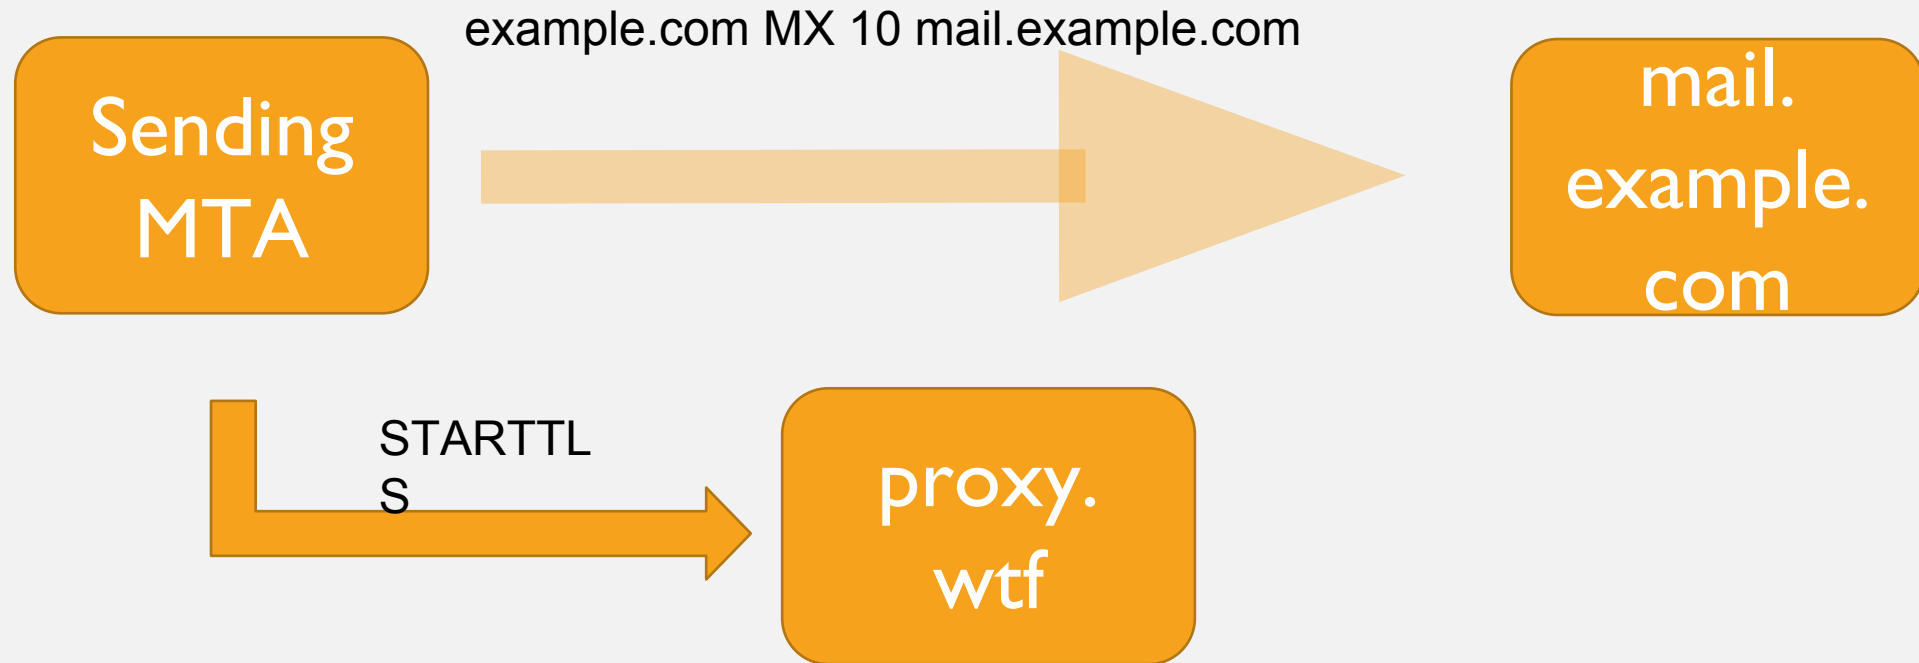 example.com MX 10 mail.example.com
Sending
MTA
mail.
example.
com
STARTTL
S
proxy.
wtf